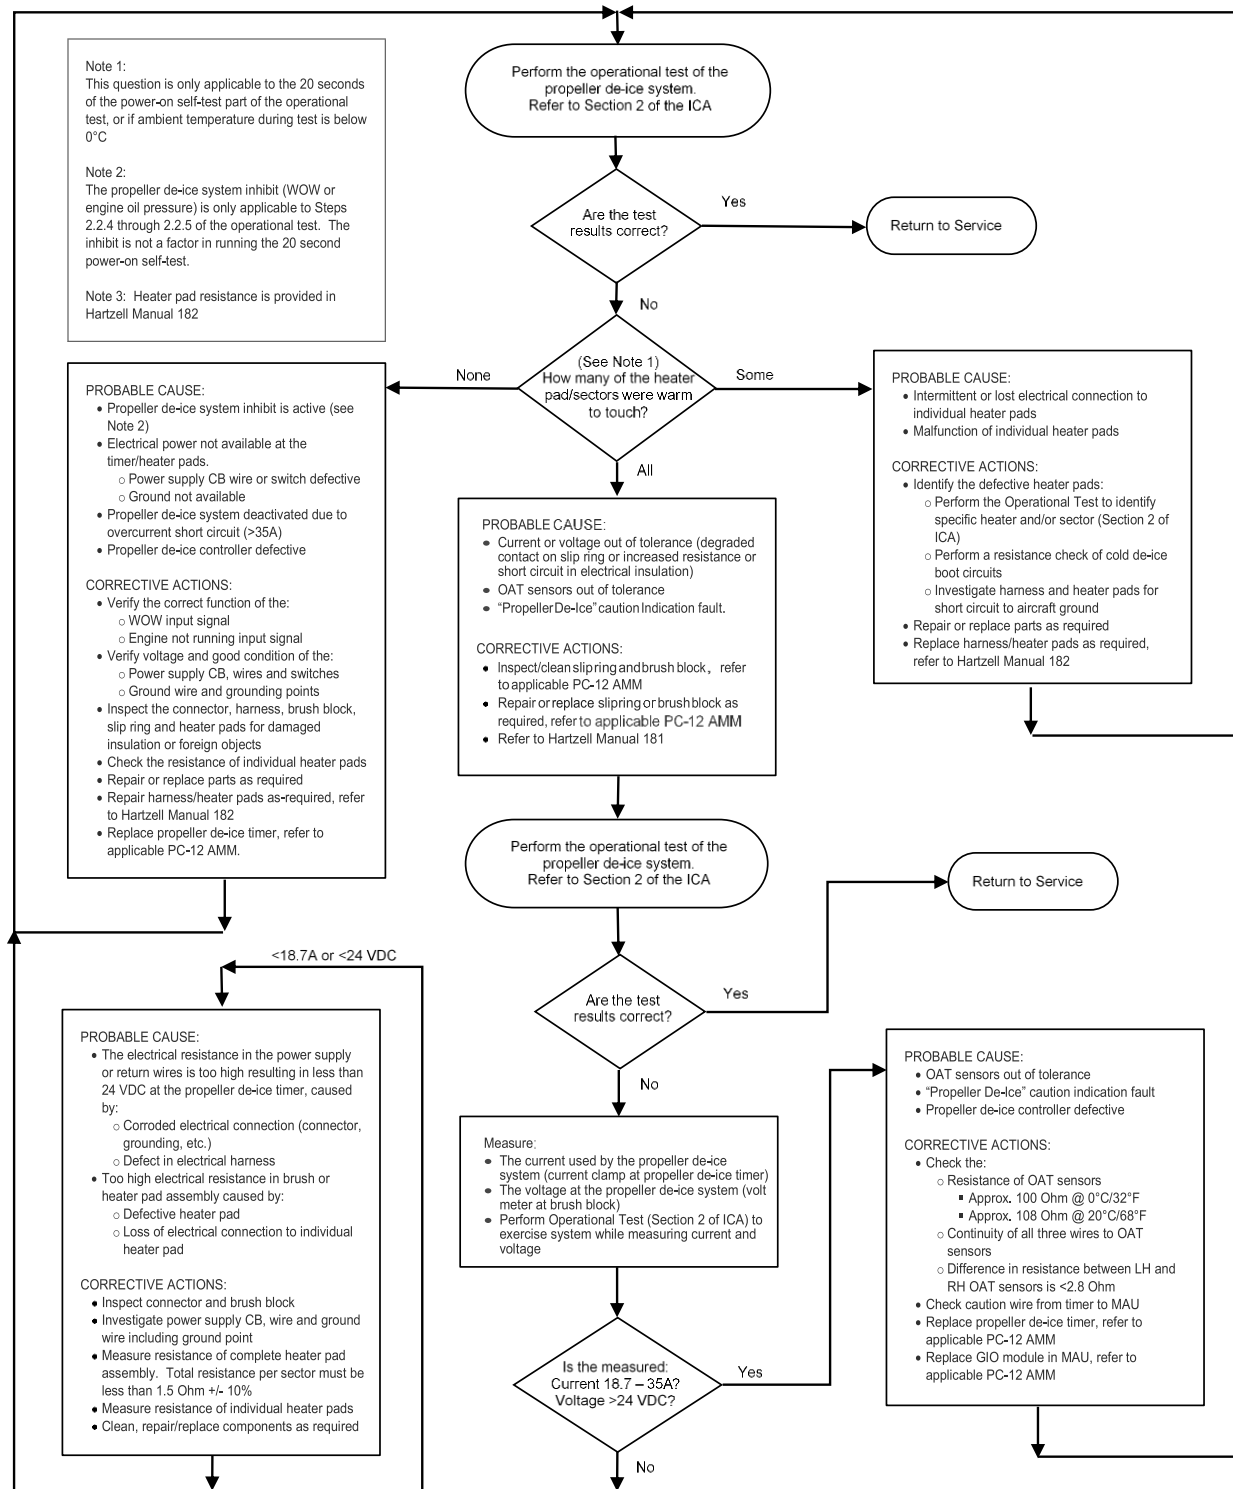 Note 1:
This question is only applicable to the 20 seconds
of the power-on self-test part of the operational
test, or if ambient temperature during test is below
0°C
Note 2:
The propeller de-ice system inhibit (WOW or
engine oil pressure) is only applicable to Steps
2.2.4 through 2.2.5 of the operational test. The
inhibit is not a factor in running the 20 second
power-on self-test.
Note 3: Heater pad resistance is provided in
Hartzell Manual 182
Perform the operational test of the
propeller de-ice system.
Refer to Section 2 of the ICA
Are the test
results correct?
Yes
Return to Service
No
(See Note 1)
How many of the heater
pad/sectors were warm
to touch?
None
Some
All
PROBABLE CAUSE:
• Propeller de-ice system inhibit is active (see
Note 2)
• Electrical power not available at the
timer/heater pads.
○ Power supply CB wire or switch defective
○ Ground not available
• Propeller de-ice system deactivated due to
overcurrent short circuit (>35A)
• Propeller de-ice controller defective
CORRECTIVE ACTIONS:
• Verify the correct function of the:
○ WOW input signal
○ Engine not running input signal
• Verify voltage and good condition of the:
○ Power supply CB, wires and switches
○ Ground wire and grounding points
• Inspect the connector, harness, brush block,
slip ring and heater pads for damaged
insulation or foreign objects
• Check the resistance of individual heater pads
• Repair or replace parts as required
• Repair harness/heater pads as-required, refer
to Hartzell Manual 182
• Replace propeller de-ice timer, refer to
applicable PC-12 AMM.
PROBABLE CAUSE:
• Current or voltage out of tolerance (degraded
contact on slip ring or increased resistance or
short circuit in electrical insulation)
• OAT sensors out of tolerance
• “Propeller De-Ice” caution Indication fault.
CORRECTIVE ACTIONS:
• Inspect/clean slip ring and brush block, refer
to applicable PC-12 AMM
• Repair or replace slip ring or brush block as
required, refer to applicable PC-12 AMM
• Refer to Hartzell Manual 181
PROBABLE CAUSE:
• Intermittent or lost electrical connection to
individual heater pads
• Malfunction of individual heater pads
CORRECTIVE ACTIONS:
• Identify the defective heater pads:
○ Perform the Operational Test to identify
specific heater and/or sector (Section 2 of
ICA)
○ Perform a resistance check of cold de-ice
boot circuits
○ Investigate harness and heater pads for
short circuit to aircraft ground
• Repair or replace parts as required
• Replace harness/heater pads as required,
refer to Hartzell Manual 182
Perform the operational test of the
propeller de-ice system.
Refer to Section 2 of the ICA
Return to Service
Are the test
results correct?
Yes
No
<18.7A or <24 VDC
PROBABLE CAUSE:
• The electrical resistance in the power supply
or return wires is too high resulting in less than
24 VDC at the propeller de-ice timer, caused
by:
○ Corroded electrical connection (connector,
grounding, etc.)
○ Defect in electrical harness
• Too high electrical resistance in brush or
heater pad assembly caused by:
○ Defective heater pad
○ Loss of electrical connection to individual
heater pad
CORRECTIVE ACTIONS:
• Inspect connector and brush block
• Investigate power supply CB, wire and ground
wire including ground point
• Measure resistance of complete heater pad
assembly. Total resistance per sector must be
less than 1.5 Ohm +/- 10%
• Measure resistance of individual heater pads
• Clean, repair/replace components as required
Measure:
• The current used by the propeller de-ice
system (current clamp at propeller de-ice timer)
• The voltage at the propeller de-ice system (volt
meter at brush block)
• Perform Operational Test (Section 2 of ICA) to
exercise system while measuring current and
voltage
Is the measured:
Current 18.7 – 35A?
Voltage >24 VDC?
Yes
No
PROBABLE CAUSE:
• OAT sensors out of tolerance
• “Propeller De-Ice” caution indication fault
• Propeller de-ice controller defective
CORRECTIVE ACTIONS:
• Check the:
○ Resistance of OAT sensors
▪ Approx. 100 Ohm @ 0°C/32°F
▪ Approx. 108 Ohm @ 20°C/68°F
○ Continuity of all three wires to OAT
sensors
○ Difference in resistance between LH and
RH OAT sensors is <2.8 Ohm
• Check caution wire from timer to MAU
• Replace propeller de-ice timer, refer to
applicable PC-12 AMM
• Replace GIO module in MAU, refer to
applicable PC-12 AMM